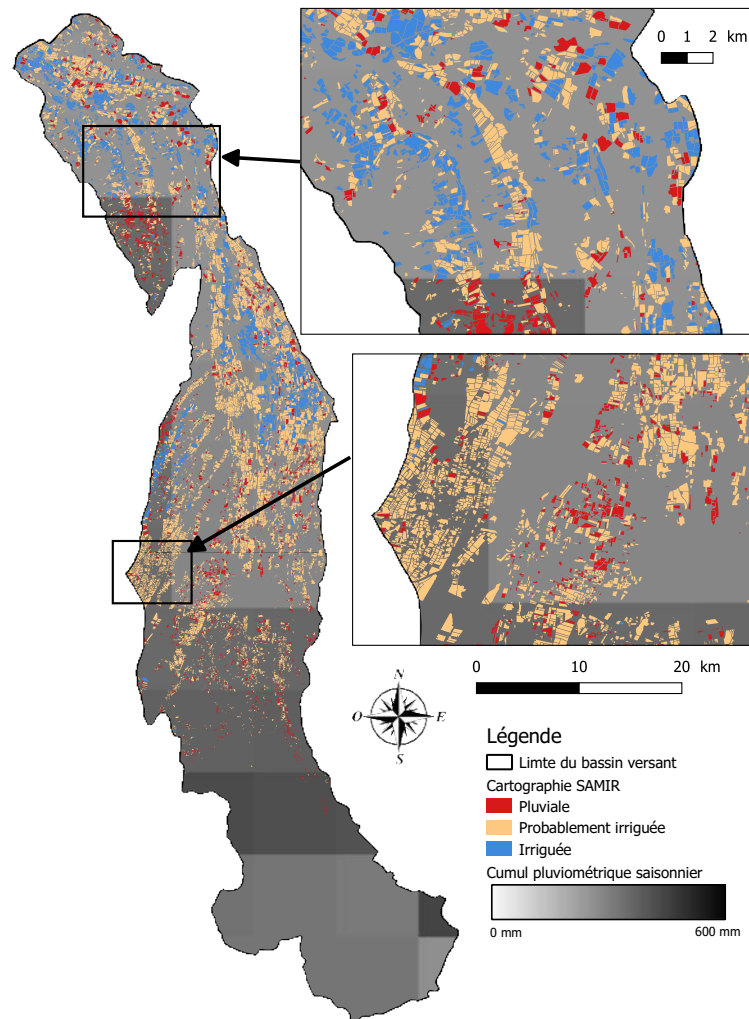 0 1 2 km
0 10 20 km
N
O E
S
Légende
Limte du bassin versant
Cartographie SAMIR
Pluviale
Probablement irriguée
Irriguée
Cumul pluviométrique saisonnier
0 mm 600 mm